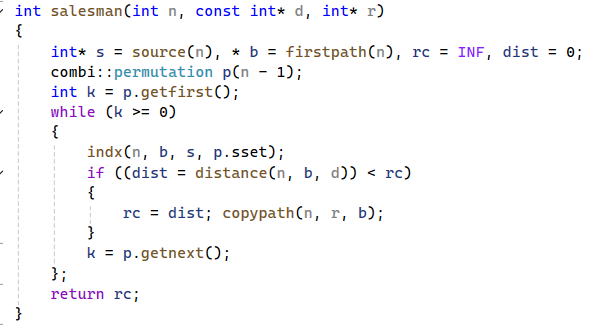 int salesman(int n, const int* d, int* r)
{
    int* s = source(n), * b = firstpath(n), rc = INF, dist = 0;
    combi::permutation p(n - 1);
    int k = p.getfirst();
    while (k >= 0)
    {
        indx(n, b, s, p.sset);
        if ((dist = distance(n, b, d)) < rc)
        {
            rc = dist; copypath(n, r, b);
        }
        k = p.getnext();
    };
    return rc;
}